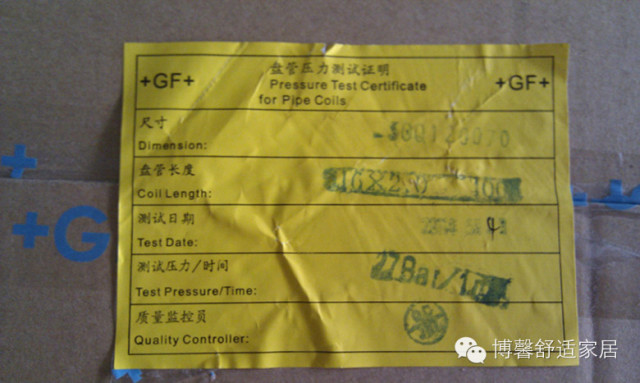 +GF+
盘管压力测试证明
+GF+
Pressure Test Certificate
for Pipe Coils
尺寸
Dimension:
盘管长度
Coil Length:
测试日期
Test Date:
测试压力/时间
Test Pressure/Time:
22Bar/1
质量监控员
Quality Controller:
+G
博馨舒适家居